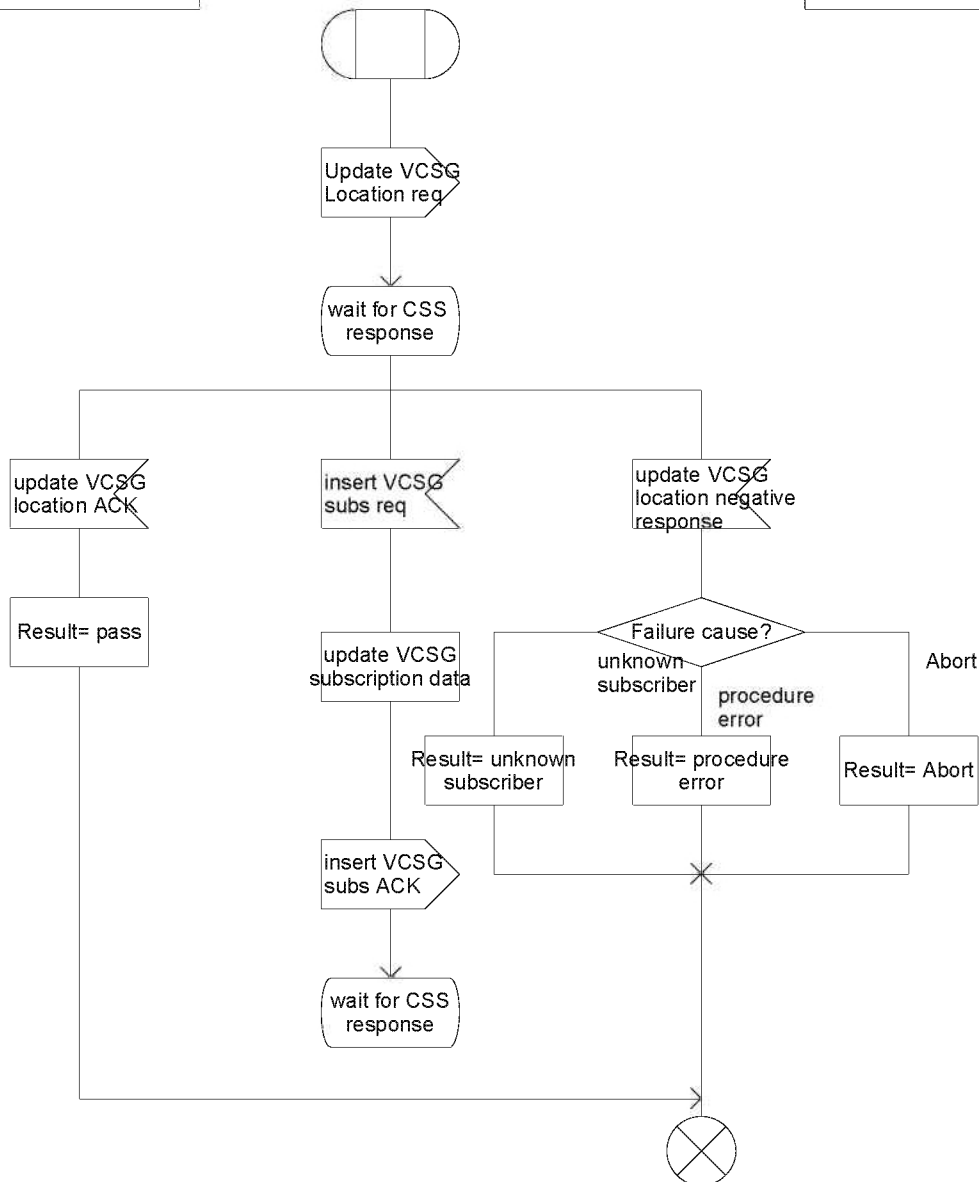 Update VCSG
Location req
wait for CSS
response
update VCSG
location ACK
insert VCSG
subs req
update VCSG
location negative
response
Result= pass
update VCSG
subscription data
Failure cause?
unknown
subscriber
procedure
error
Abort
Result= unknown
subscriber
Result= procedure
error
Result= Abort
insert VCSG
subs ACK
wait for CSS
response